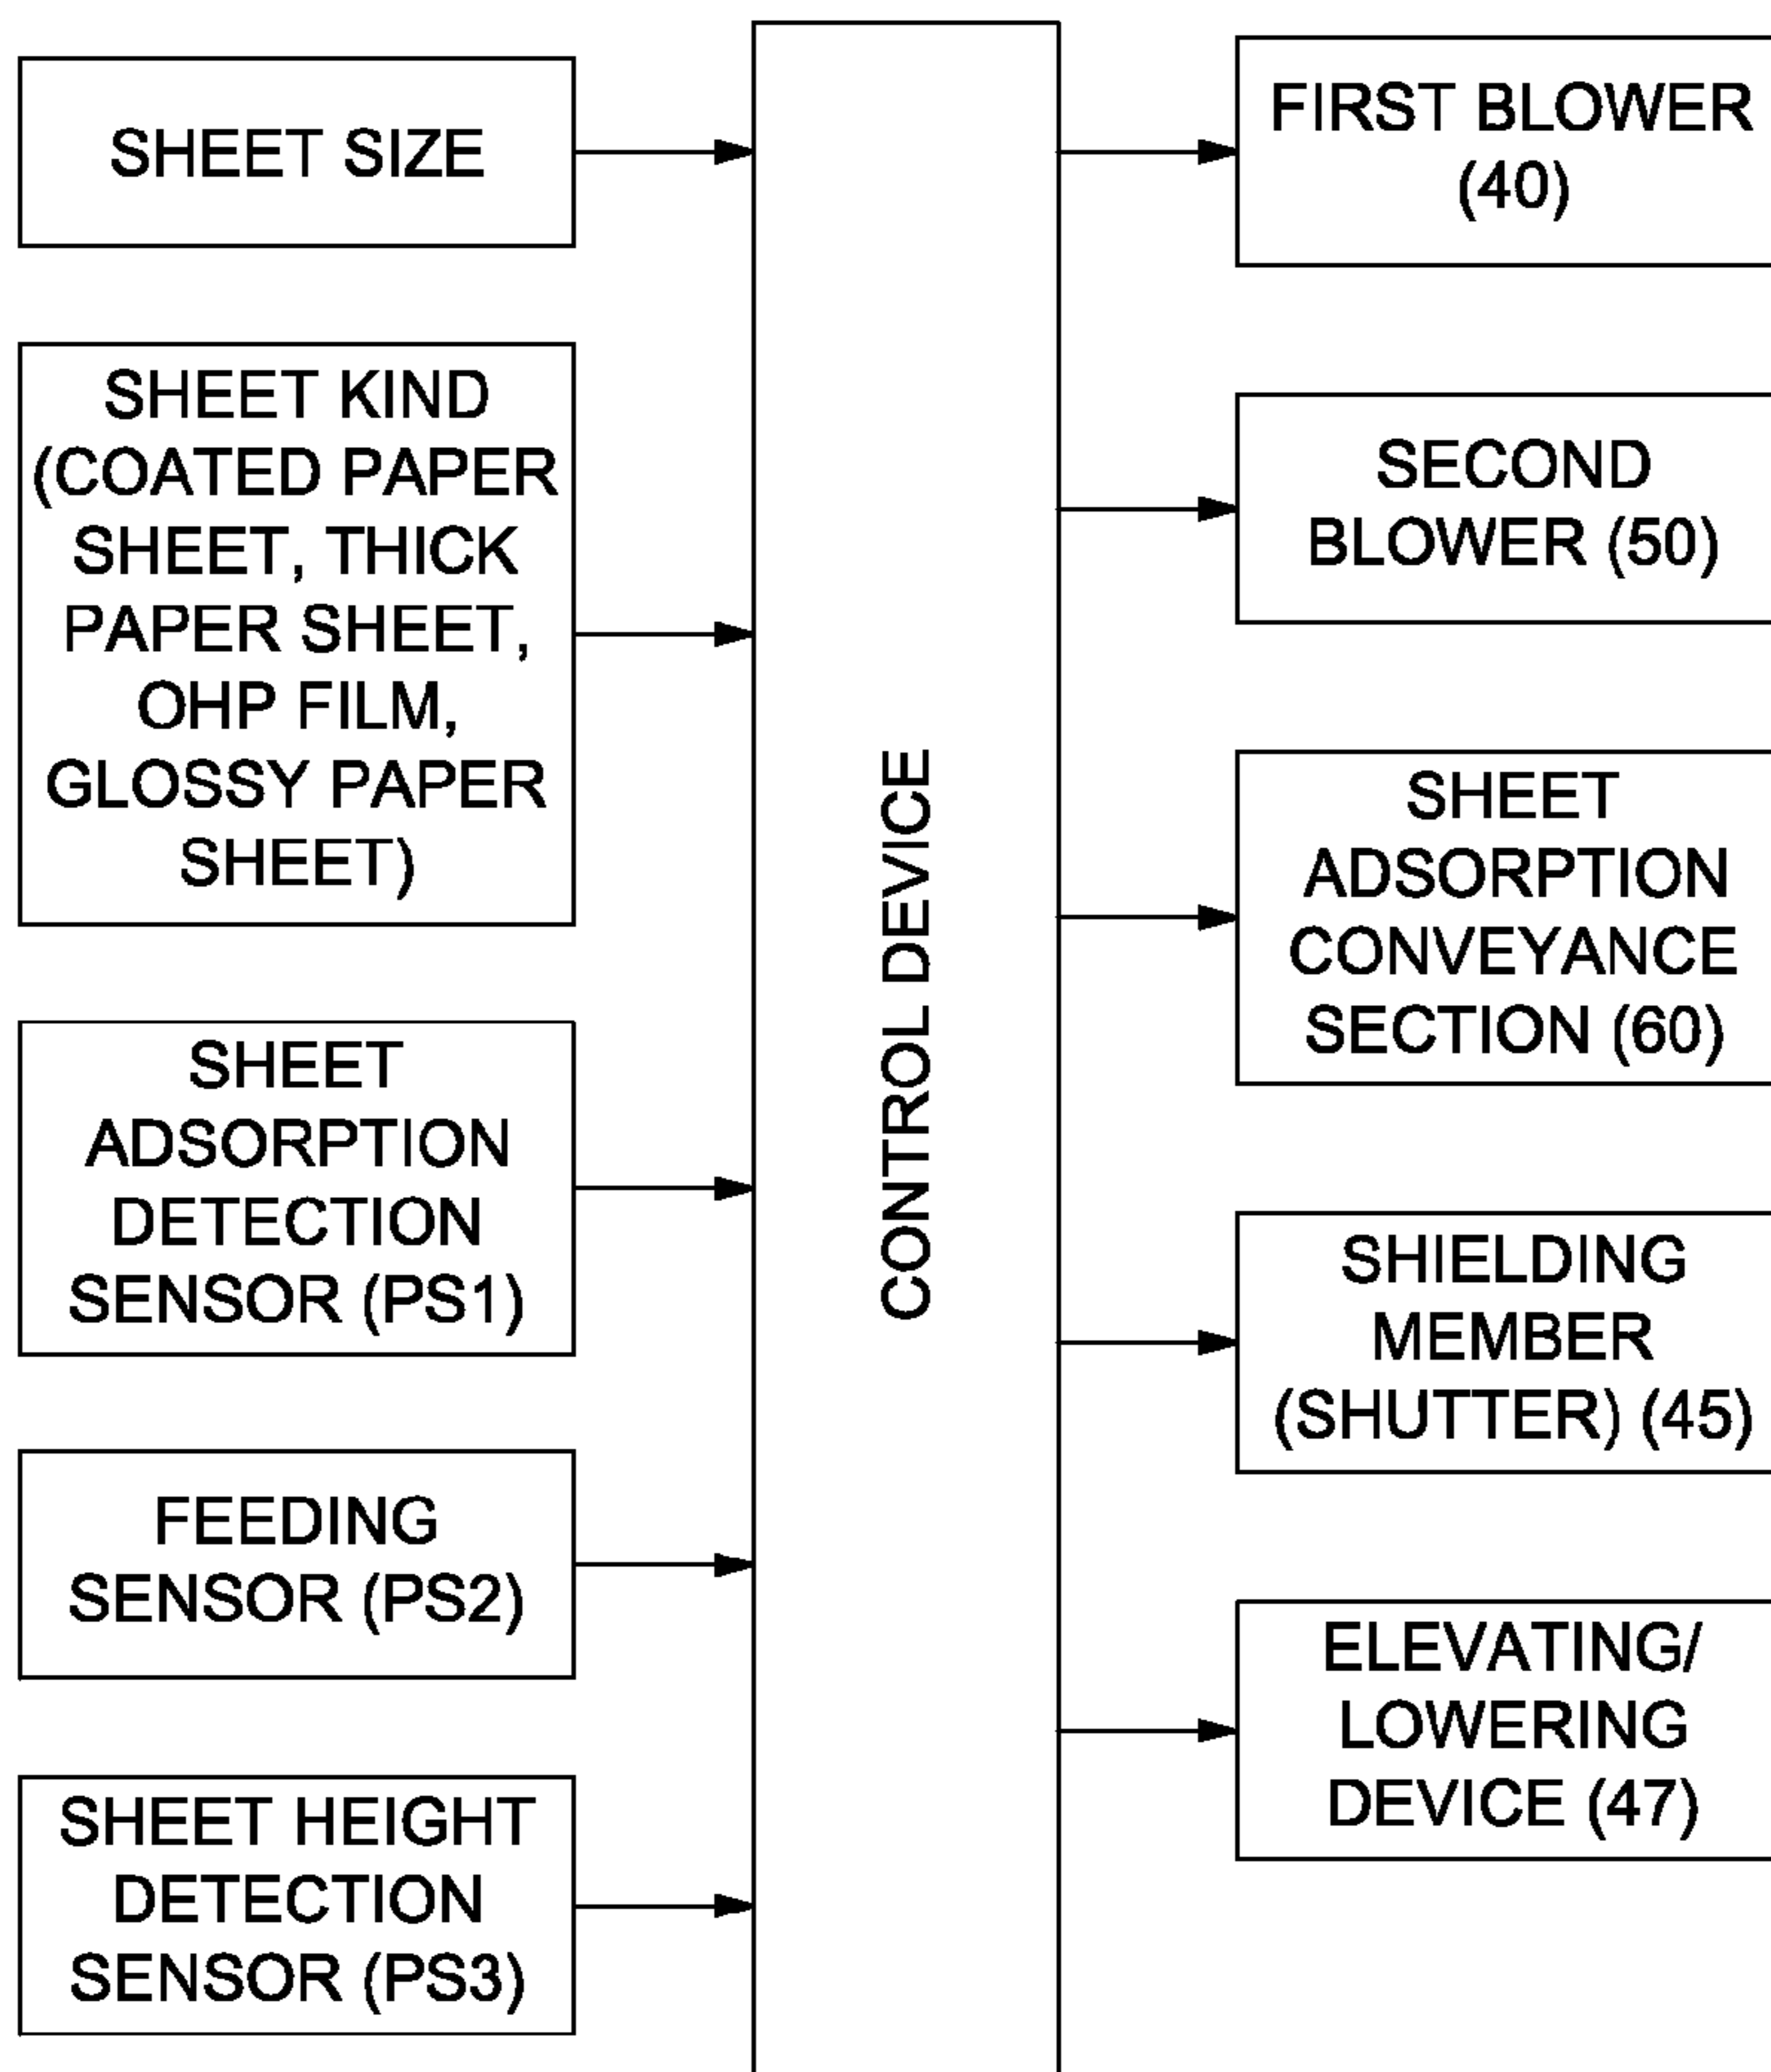 SHEET SIZE
SHEET KIND
(COATED PAPER
SHEET, THICK
PAPER SHEET,
OHP FILM,
GLOSSY PAPER
SHEET)
SHEET
ADSORPTION
DETECTION
SENSOR (PS1)
FEEDING
SENSOR (PS2)
SHEET HEIGHT
DETECTION
SENSOR (PS3)
CONTROL DEVICE
FIRST BLOWER
(40)
SECOND
BLOWER (50)
SHEET
ADSORPTION
CONVEYANCE
SECTION (60)
SHIELDING
MEMBER
(SHUTTER) (45)
ELEVATING/
LOWERING
DEVICE (47)